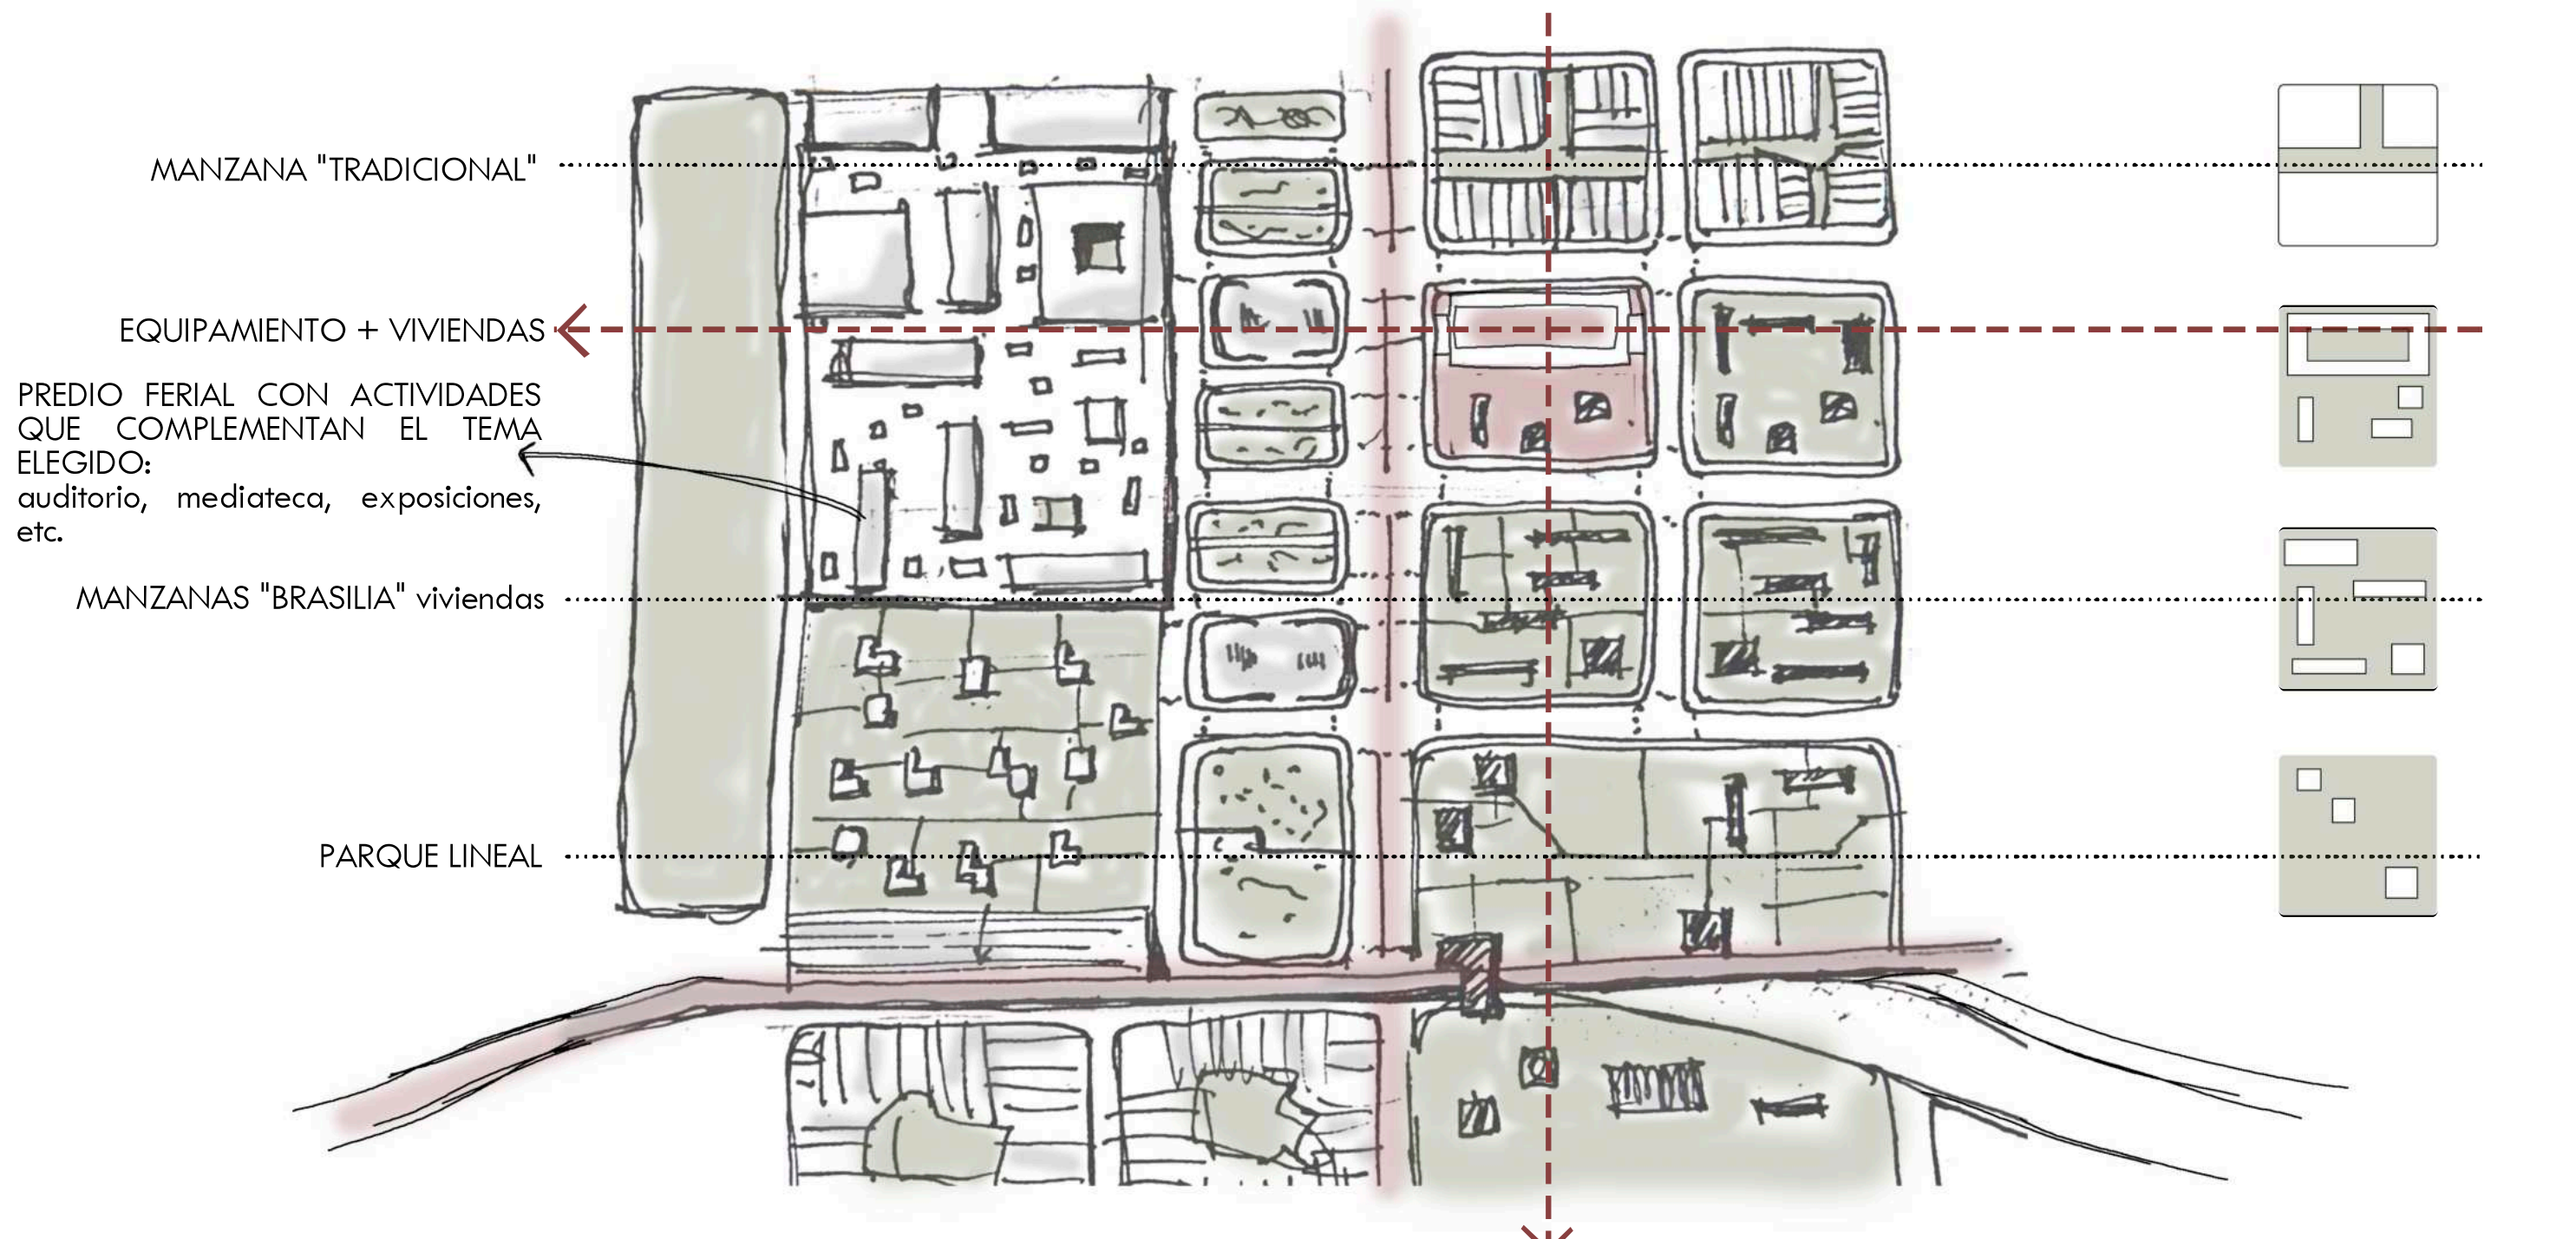 MANZANA "TRADICIONAL"
EQUIPAMIENTO + VIVIENDAS
PREDIO FERIAL CON ACTIVIDADES
QUE COMPLEMENTAN EL TEMA
ELEGIDO:
auditorio, mediateca, exposiciones,
etc.
MANZANAS "BRASILIA" viviendas
PARQUE LINEAL